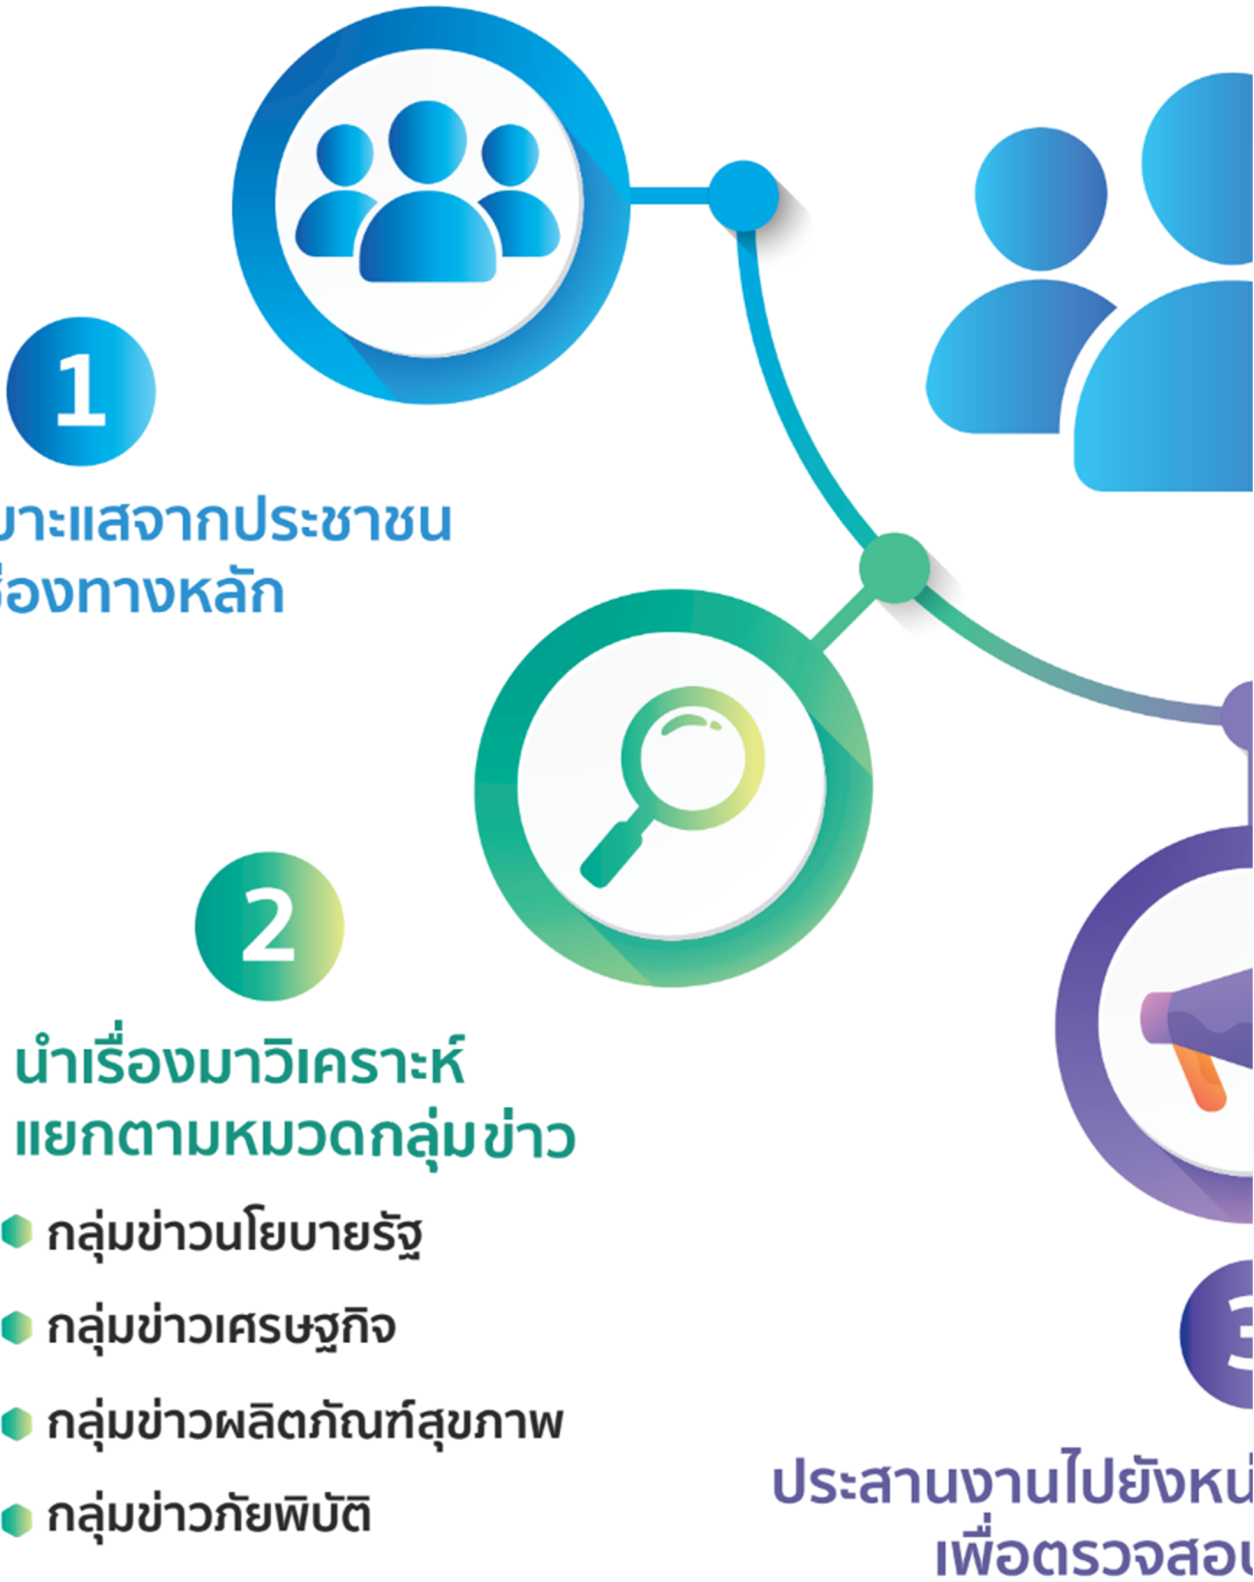 1
จากประชาชน
ช่องทางหลัก
2
นำเรื่องมาวิเคราะห์
แยกตามหมวดกลุ่มข่าว
กลุ่มข่าวนโยบายรัฐ
กลุ่มข่าวเศรษฐกิจ
กลุ่มข่าวผลิตภัณฑ์สุขภาพ
กลุ่มข่าวภัยพิบัติ
3
ประสานงานไปยัง
เพื่อตรวจสอบ